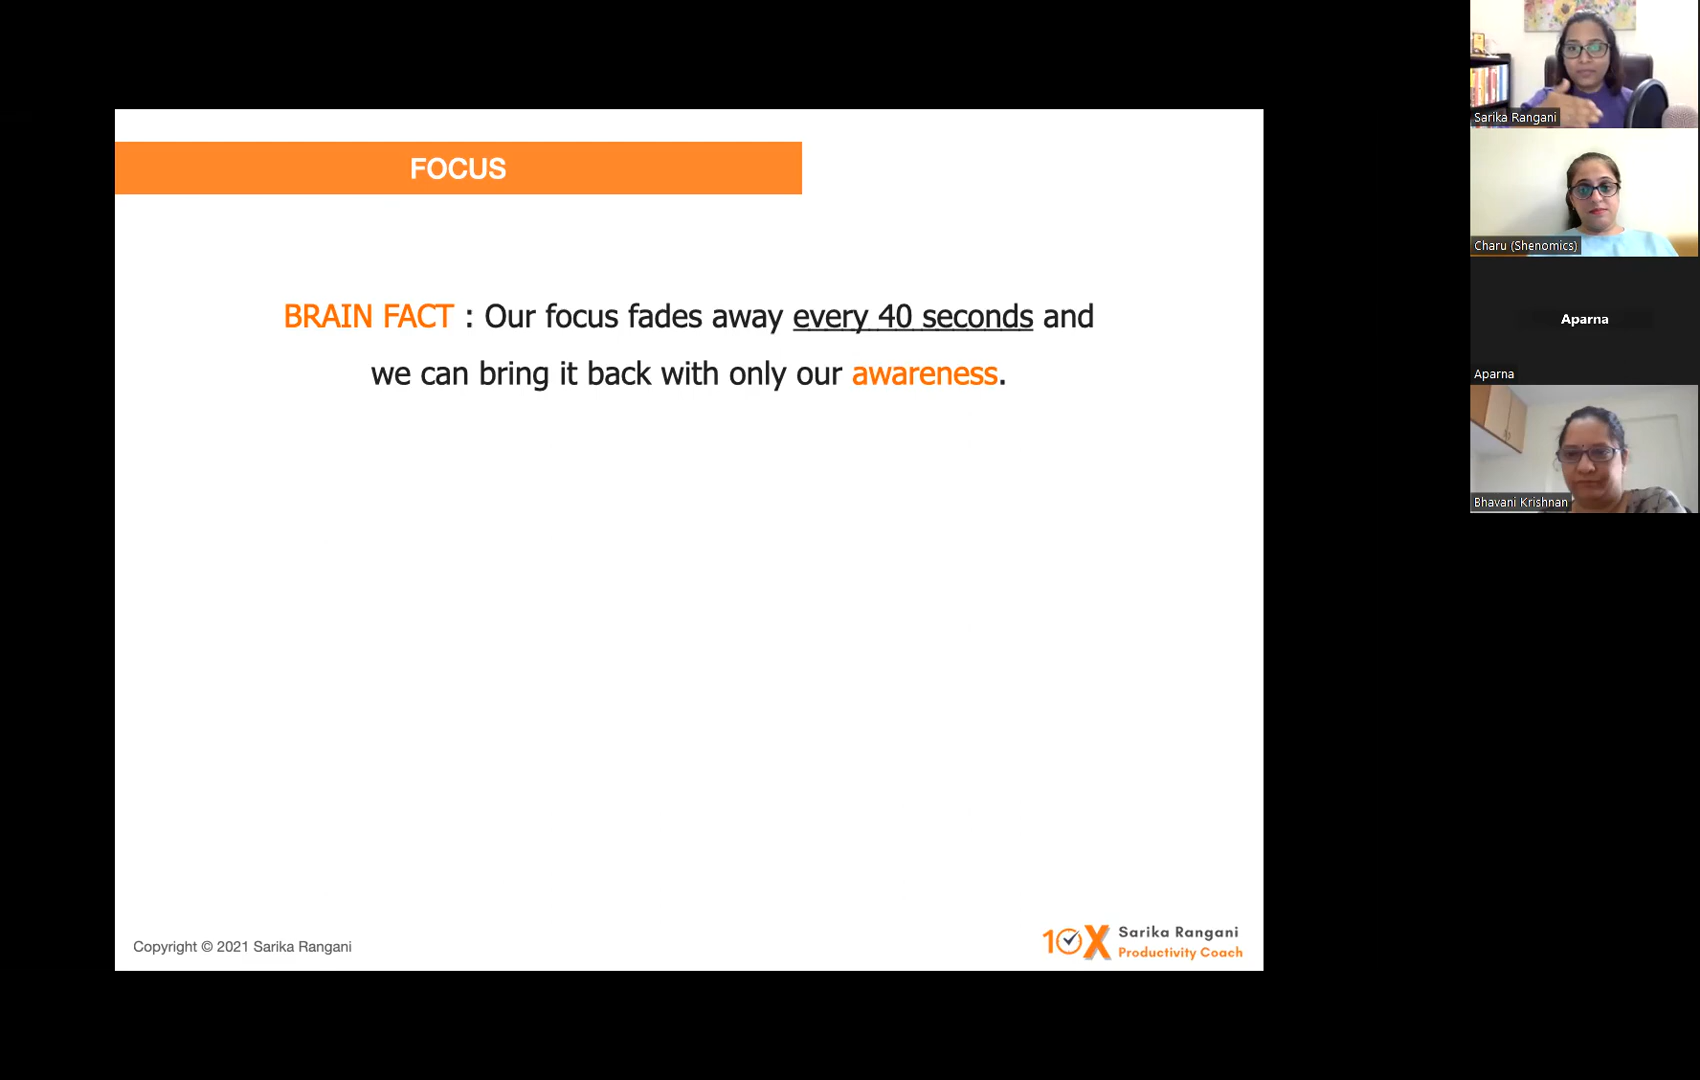 FOCUS
BRAIN FACT : Our focus fades away every 40 seconds and
we can bring it back with only our awareness.
Copyright © 2021 Sarika Rangani
10X
Sarika Rangani
Productivity Coach
Sarika Rangani
Charu (Shenomics)
Aparna
Aparna
Bhavani Krishnan